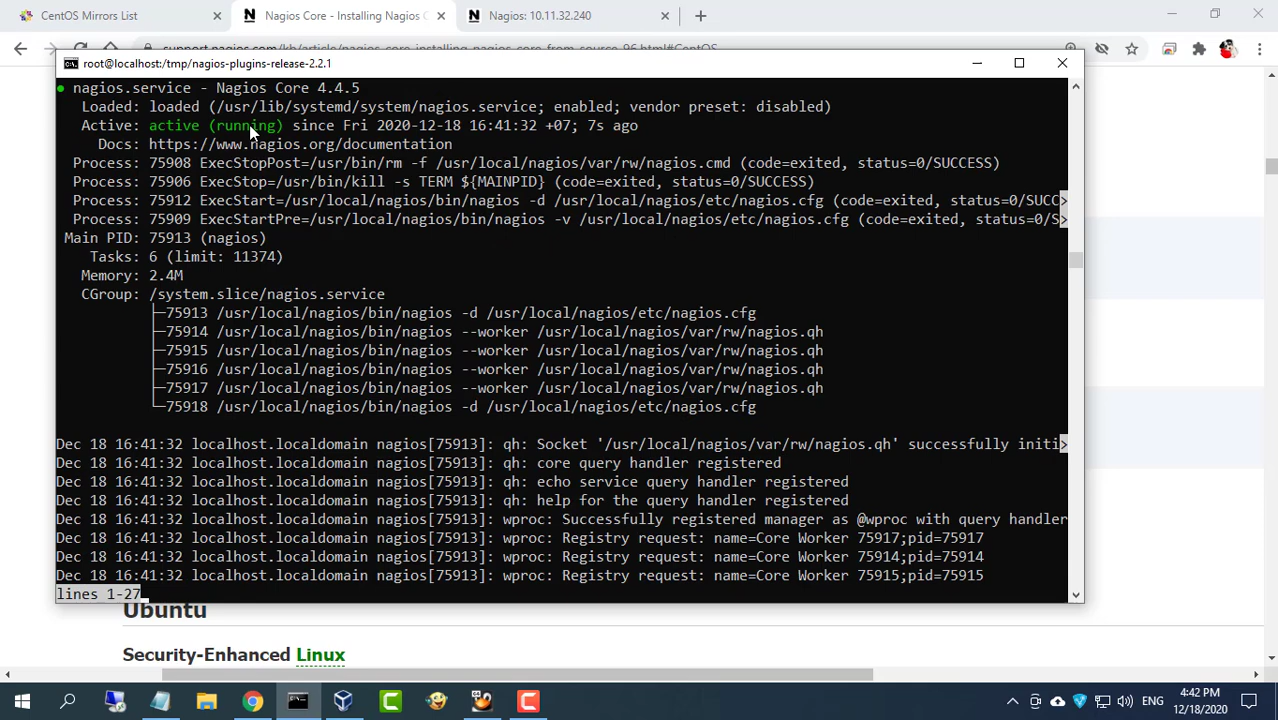 CentOS Mirrors List
Nagios Core - Installing Nagios C
Nagios: 10.11.32.240
support.nagios.com/kb/article/nagios_core_installing_nagios_core_from_source_96.html#CentOS
root@localhost:/tmp/nagios-plugins-release-2.2.1
● nagios.service - Nagios Core 4.4.5
Loaded: loaded (/usr/lib/systemd/system/nagios.service; enabled; vendor preset: disabled)
Active: active (running) since Fri 2020-12-18 16:41:32 +07; 7s ago
Docs: https://www.nagios.org/documentation
Process: 75908 ExecStopPost=/usr/bin/rm -f /usr/local/nagios/var/rw/nagios.cmd (code=exited, status=0/SUCCESS)
Process: 75906 ExecStop=/usr/bin/kill -s TERM ${MAINPID} (code=exited, status=0/SUCCESS)
Process: 75912 ExecStart=/usr/local/nagios/bin/nagios -d /usr/local/nagios/etc/nagios.cfg (code=exited, status=0/SUCC>
Process: 75909 ExecStartPre=/usr/local/nagios/bin/nagios -v /usr/local/nagios/etc/nagios.cfg (code=exited, status=0/S>
Main PID: 75913 (nagios)
Tasks: 6 (limit: 11374)
Memory: 2.4M
CGroup: /system.slice/nagios.service
├─75913 /usr/local/nagios/bin/nagios -d /usr/local/nagios/etc/nagios.cfg
├─75914 /usr/local/nagios/bin/nagios --worker /usr/local/nagios/var/rw/nagios.qh
├─75915 /usr/local/nagios/bin/nagios --worker /usr/local/nagios/var/rw/nagios.qh
├─75916 /usr/local/nagios/bin/nagios --worker /usr/local/nagios/var/rw/nagios.qh
├─75917 /usr/local/nagios/bin/nagios --worker /usr/local/nagios/var/rw/nagios.qh
└─75918 /usr/local/nagios/bin/nagios -d /usr/local/nagios/etc/nagios.cfg
Dec 18 16:41:32 localhost.localdomain nagios[75913]: qh: Socket '/usr/local/nagios/var/rw/nagios.qh' successfully initi>
Dec 18 16:41:32 localhost.localdomain nagios[75913]: qh: core query handler registered
Dec 18 16:41:32 localhost.localdomain nagios[75913]: qh: echo service query handler registered
Dec 18 16:41:32 localhost.localdomain nagios[75913]: qh: help for the query handler registered
Dec 18 16:41:32 localhost.localdomain nagios[75913]: wproc: Successfully registered manager as @wproc with query handler
Dec 18 16:41:32 localhost.localdomain nagios[75913]: wproc: Registry request: name=Core Worker 75917;pid=75917
Dec 18 16:41:32 localhost.localdomain nagios[75913]: wproc: Registry request: name=Core Worker 75914;pid=75914
Dec 18 16:41:32 localhost.localdomain nagios[75913]: wproc: Registry request: name=Core Worker 75915;pid=75915
lines 1-27
Ubuntu
Security-Enhanced Linux
ENG
4:42 PM
12/18/2020